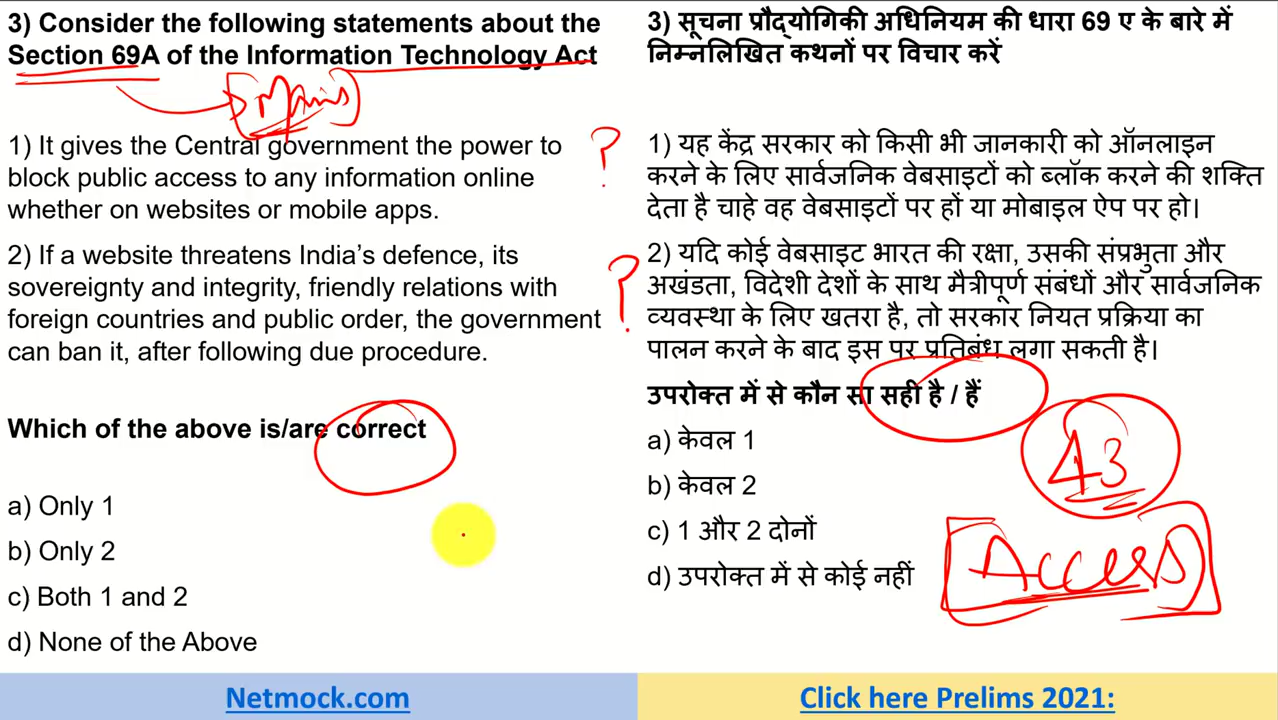 3) Consider the following statements about the
Section 69A of the Information Technology Act
Mains
1) It gives the Central government the power to
block public access to any information online
whether on websites or mobile apps.
?
2) If a website threatens India’s defence, its
sovereignty and integrity, friendly relations with
foreign countries and public order, the government
can ban it, after following due procedure.
?
Which of the above is/are correct
a) Only 1
b) Only 2
c) Both 1 and 2
d) None of the Above
3) सूचना प्रौद्योगिकी अधिनियम की धारा 69 ए के बारे में
निम्नलिखित कथनों पर विचार करें
1) यह केंद्र सरकार को किसी भी जानकारी को ऑनलाइन
करने के लिए सार्वजनिक वेबसाइटों को ब्लॉक करने की शक्ति
देता है चाहे वह वेबसाइटों पर हों या मोबाइल ऐप पर हो।
2) यदि कोई वेबसाइट भारत की रक्षा, उसकी संप्रभुता और
अखंडता, विदेशी देशों के साथ मैत्रीपूर्ण संबंधों और सार्वजनिक
व्यवस्था के लिए खतरा है, तो सरकार नियत प्रक्रिया का
पालन करने के बाद इस पर प्रतिबंध लगा सकती है।
उपरोक्त में से कौन सा सही है / हैं
a) केवल 1
b) केवल 2
c) 1 और 2 दोनों
d) उपरोक्त में से कोई नहीं
43
Access
Netmock.com
Click here Prelims 2021: